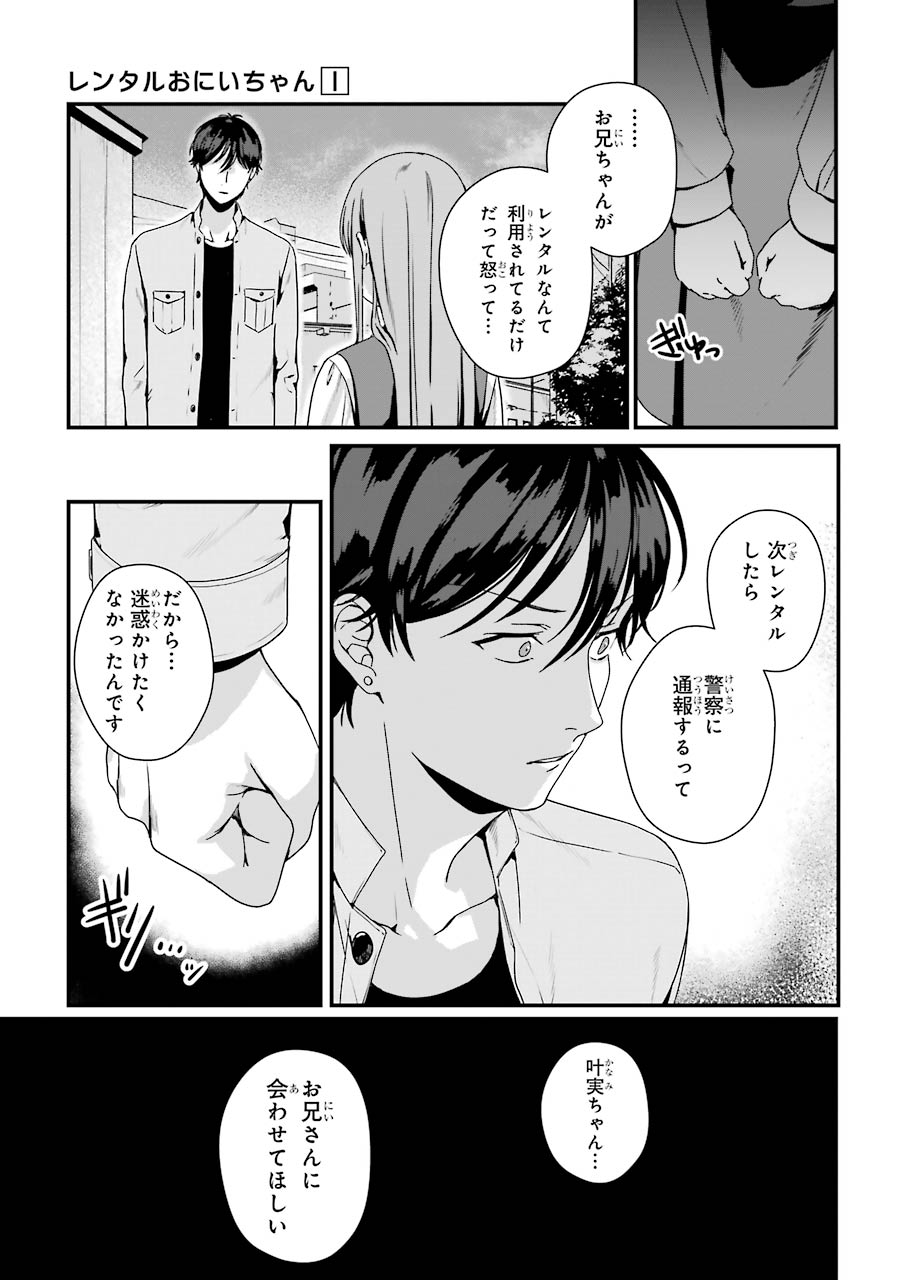 レンタルおにいちゃん 1
……
お兄ちゃんが
レンタルなんて
利用されてるだけ
だって怒って…
ぎゅっ
次レンタル
したら
警察に
通報するって
だから…
迷惑かけたく
なかったんです
ギリ…ッ
叶実ちゃん…
お兄さんに
会わせてほしい